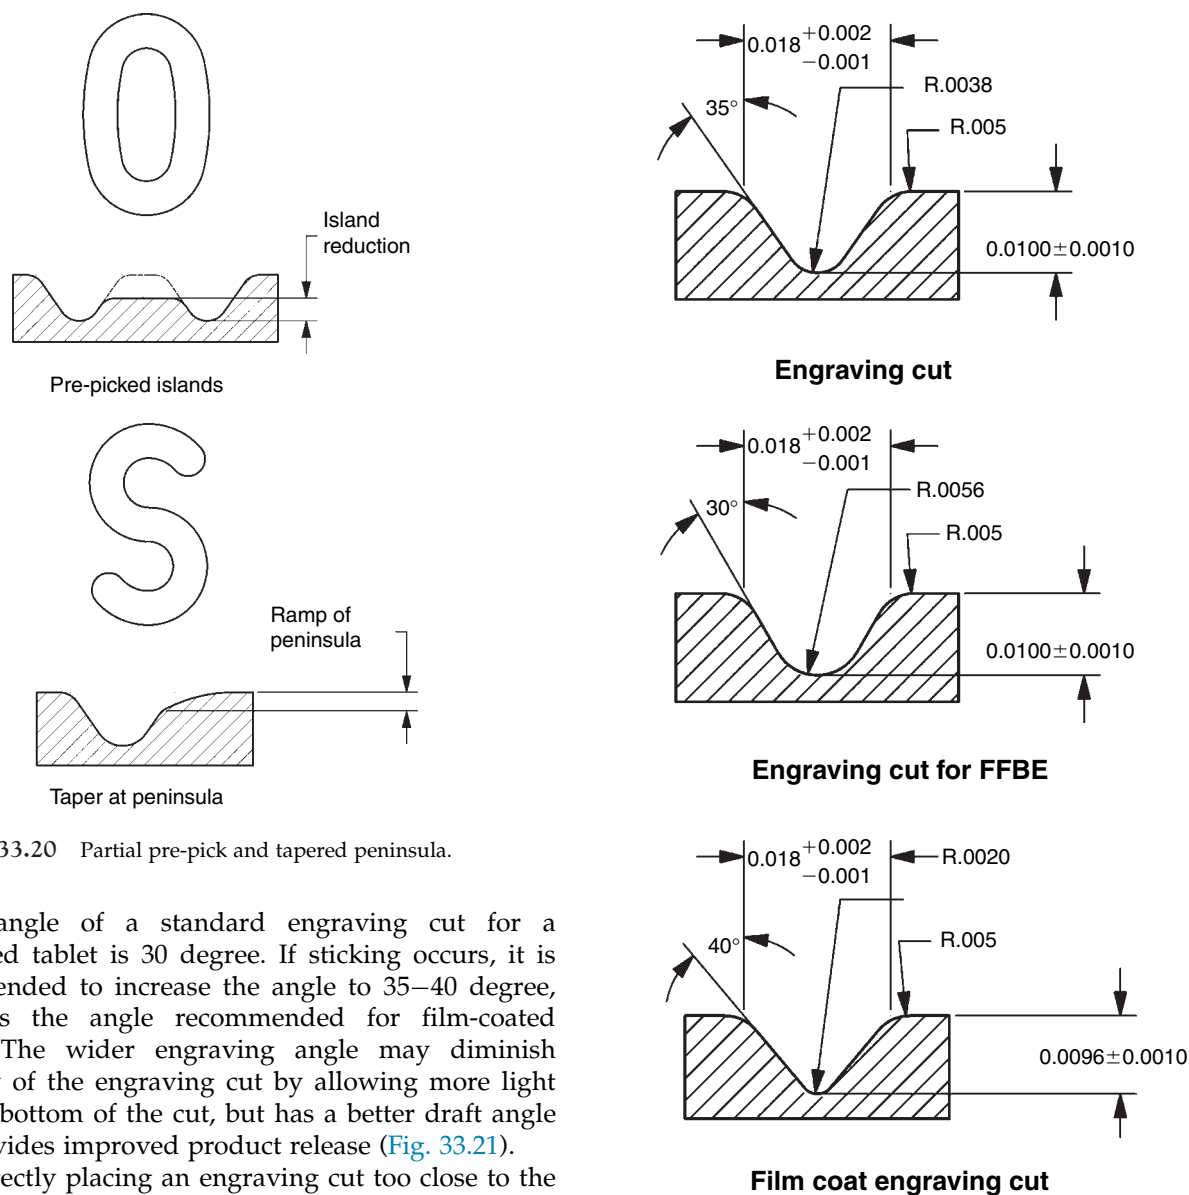 Island
reduction
Pre-picked islands
Ramp of
peninsula
Taper at peninsula
33.20 Partial pre-pick and tapered peninsula.
angle of a standard engraving cut for a
ed tablet is 30 degree. If sticking occurs, it is
ended to increase the angle to 35–40 degree,
s the angle recommended for film-coated
The wider engraving angle may diminish
of the engraving cut by allowing more light
bottom of the cut, but has a better draft angle
vides improved product release (Fig. 33.21).
rectly placing an engraving cut too close to the
0.018 +0.002
−0.001
R.0038
35°
R.005
0.0100±0.0010
Engraving cut
0.018 +0.002
−0.001
R.0056
30°
R.005
0.0100±0.0010
Engraving cut for FFBE
0.018 +0.002
−0.001
R.0020
40°
R.005
0.0096±0.0010
Film coat engraving cut